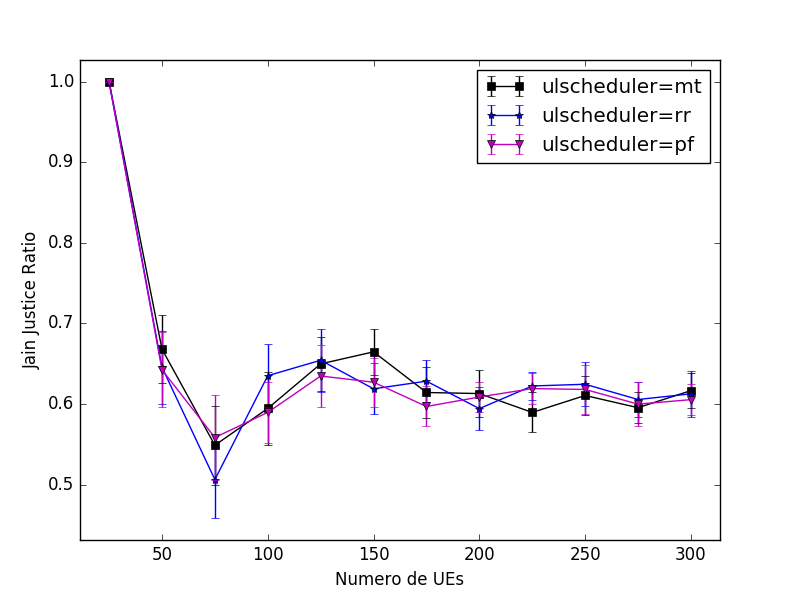 1.0
0.9
0.8
0.7
0.6
0.5
Jain Justice Ratio
ulscheduler=mt
ulscheduler=rr
ulscheduler=pf
50 100 150 200 250 300
Numero de UEs